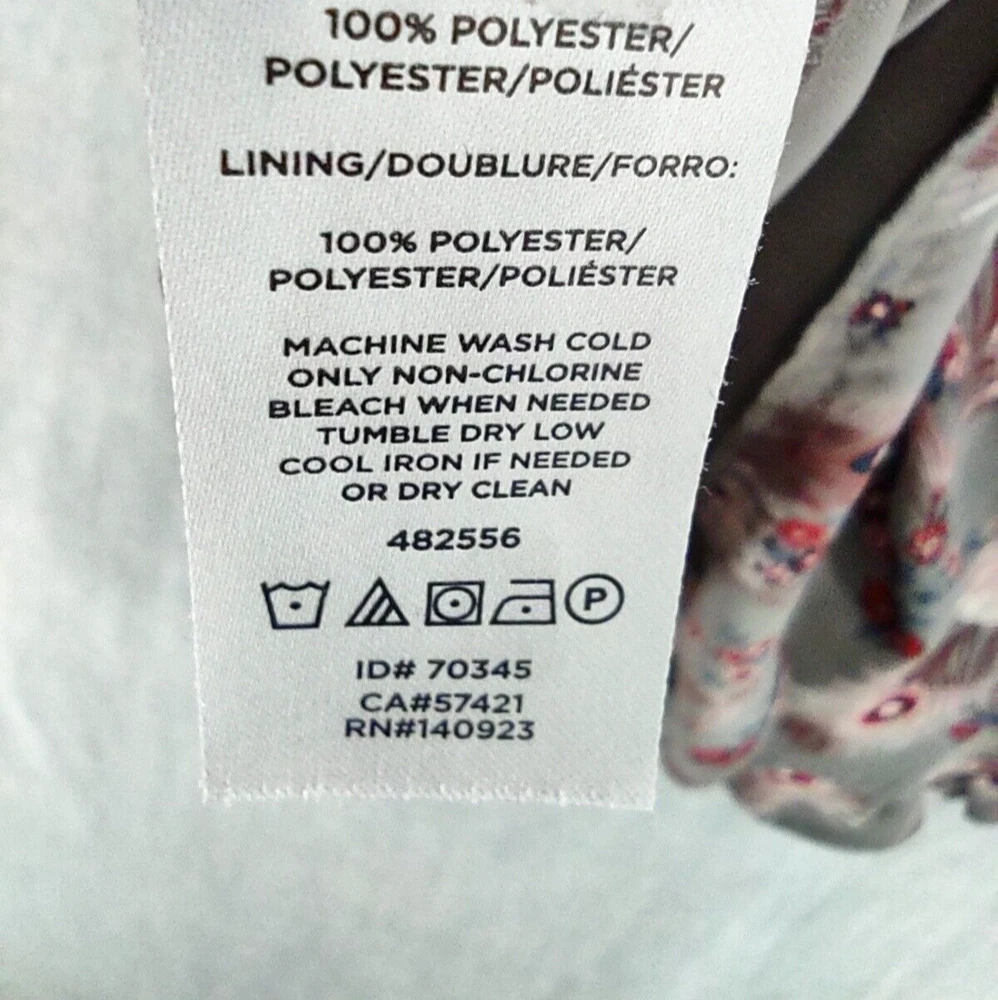 100% POLYESTER/
POLYESTER/POLIÉSTER
LINING/DOUBLURE/FORRO:
100% POLYESTER/
POLYESTER/POLIÉSTER
MACHINE WASH COLD
ONLY NON-CHLORINE
BLEACH WHEN NEEDED
TUMBLE DRY LOW
COOL IRON IF NEEDED
OR DRY CLEAN
482556
P
ID# 70345
CA#57421
RN#140923